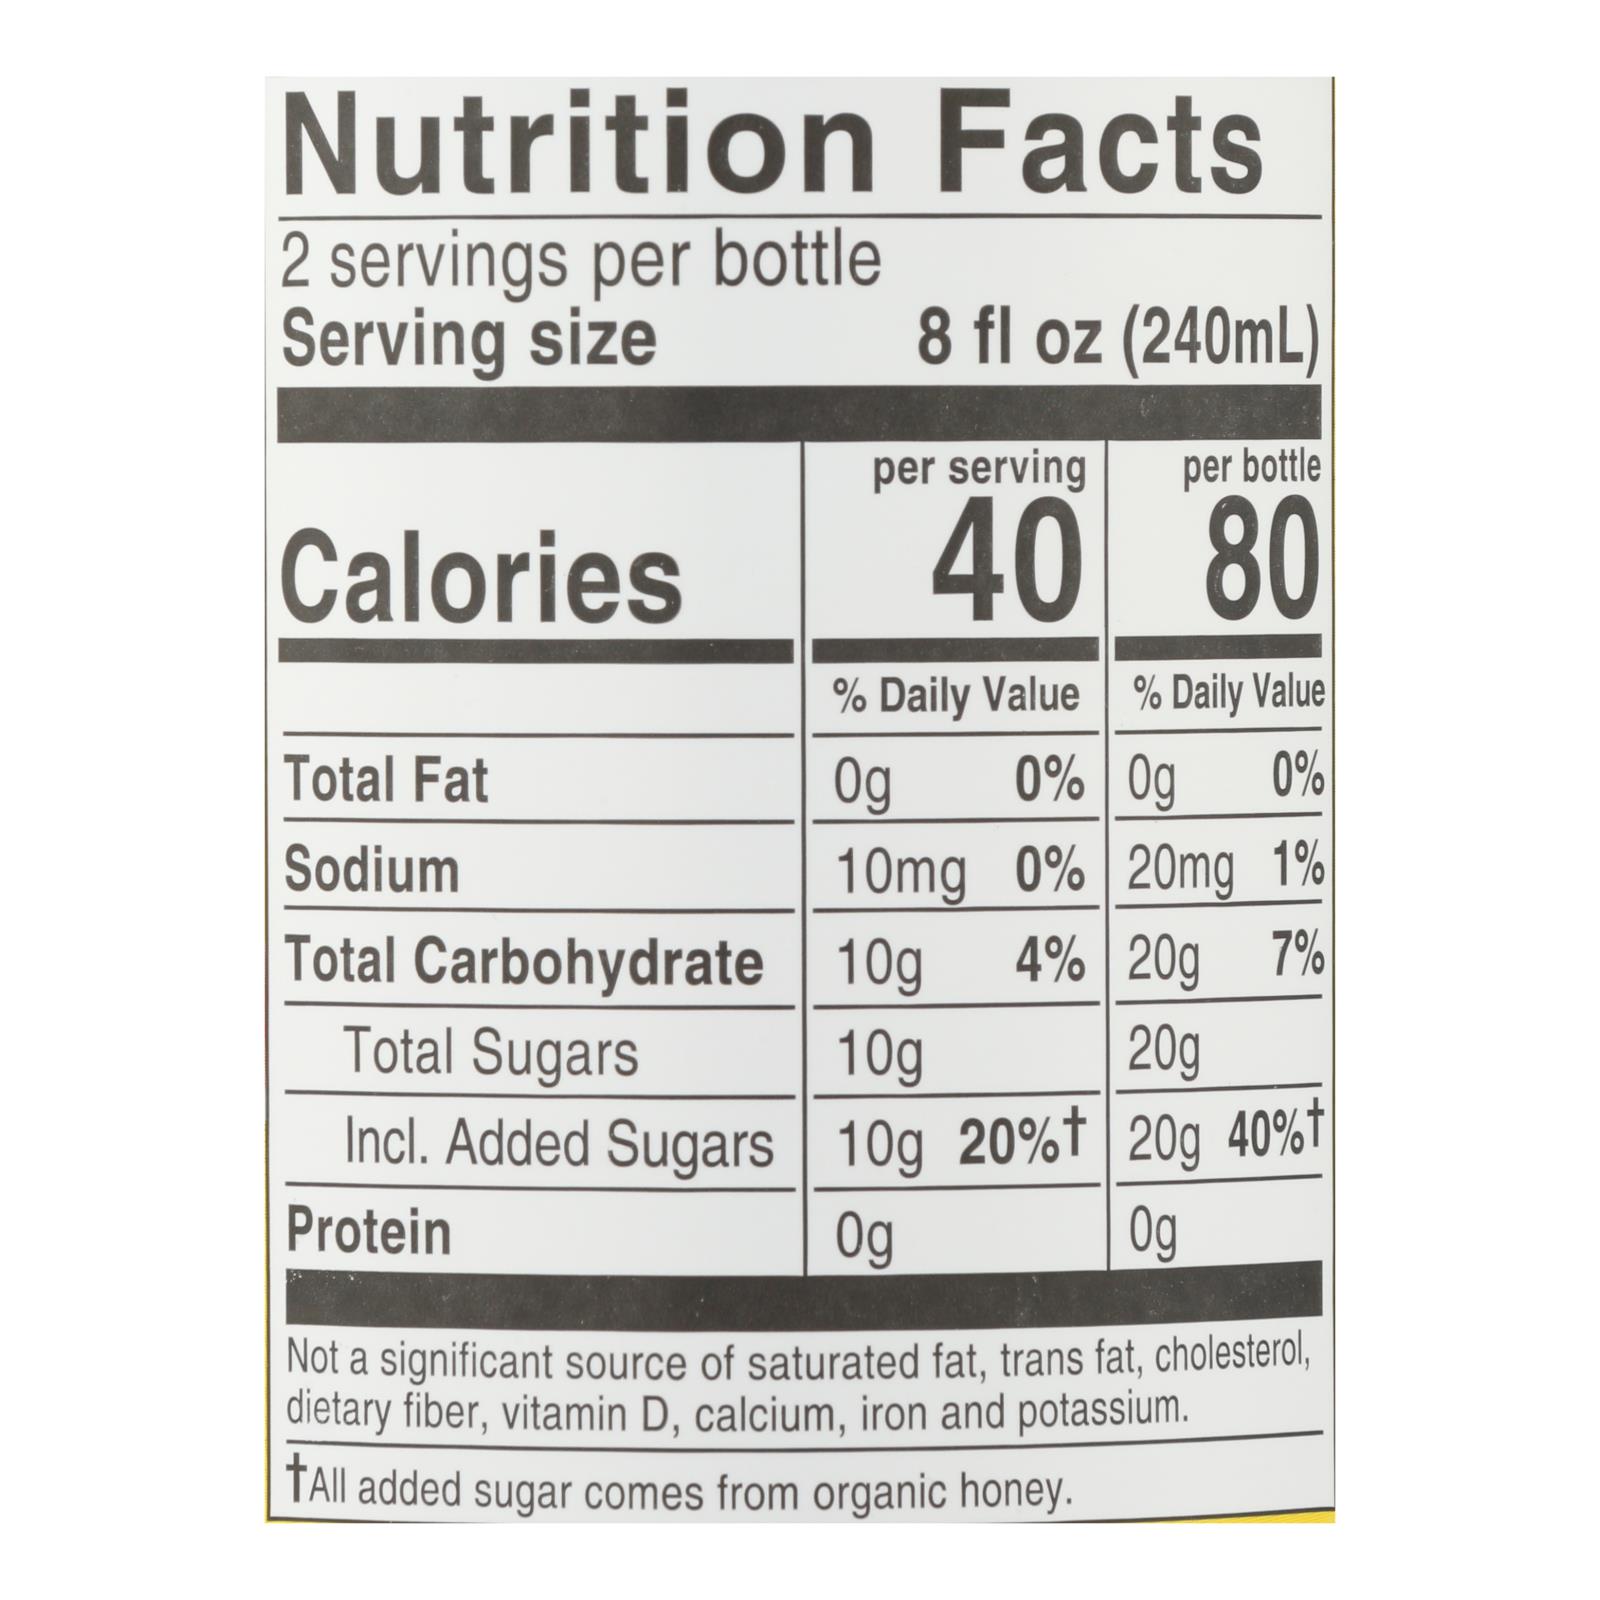 Nutrition Facts
2 servings per bottle
Serving size 8 fl oz (240mL)
per serving per bottle
Calories 40 80
% Daily Value % Daily Value
Total Fat 0g 0% 0g 0%
Sodium 10mg 0% 20mg 1%
Total Carbohydrate 10g 4% 20g 7%
Total Sugars 10g 20g
Incl. Added Sugars 10g 20%† 20g 40%†
Protein 0g 0g
Not a significant source of saturated fat, trans fat, cholesterol,
dietary fiber, vitamin D, calcium, iron and potassium.
†All added sugar comes from organic honey.